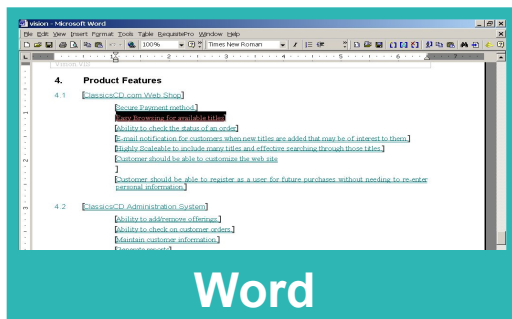 vision - Microsoft Word
File Edit View Insert Format Tools Table RequisitePro Window Help
100% Times New Roman
4. Product Features
4.1 [ClassicsCD.com Web Shop]
[Secure Payment method.]
[Easy Browsing for available titles]
[Ability to check the status of an order]
[E-mail notification for customers when new titles are added that may be of interest to them.]
[Highly Scaleable to include many titles and effective searching through those titles.]
[Customer should be able to customize the web site
]
[Customer should be able to register as a user for future purchases without needing to re-enter
personal information.]
4.2 [ClassicsCD Administration System]
[Ability to add/remove offerings.]
[Ability to check on customer orders.]
[Maintain customer information.]
[Generate reports]
Word